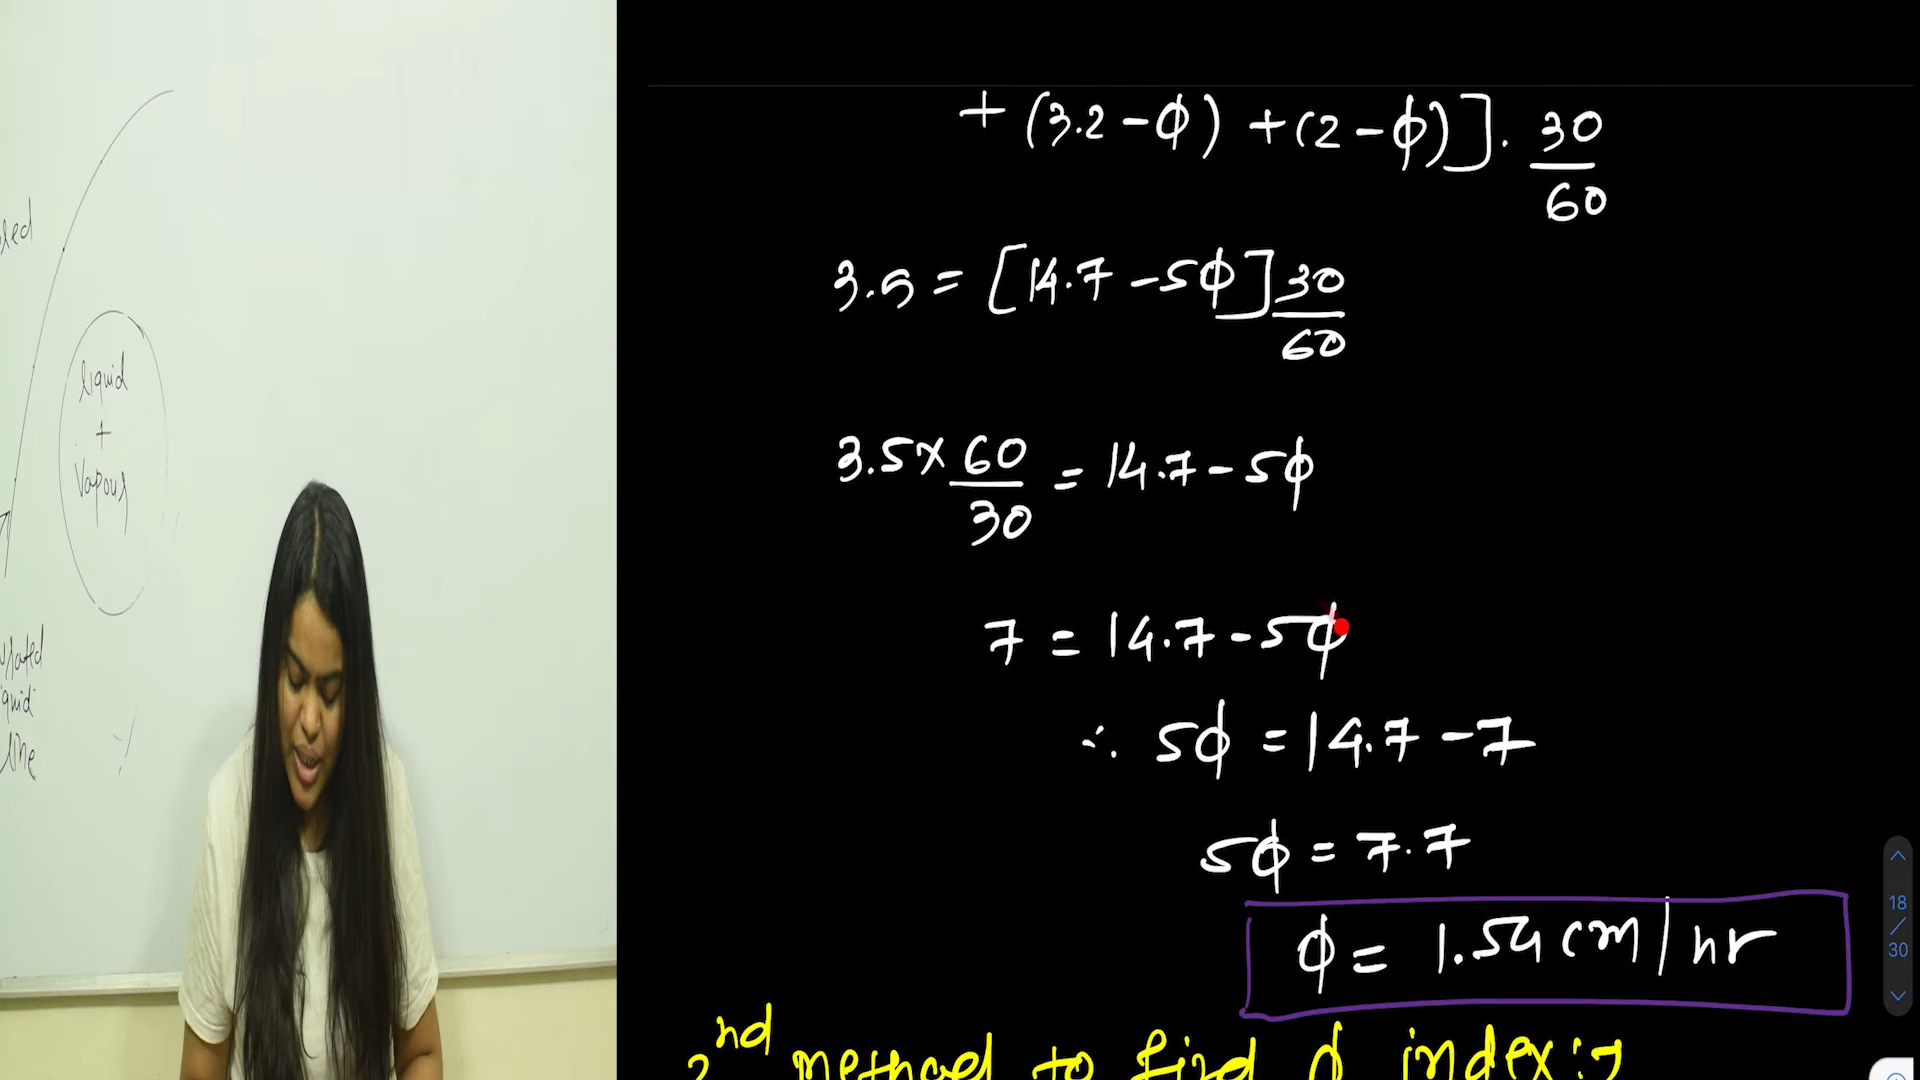 liquid
+
Vapour
line
+ (3.2 - ϕ) + (2 - ϕ)] . 30/60
3.5 = [14.7 - 5ϕ] 30/60
3.5 × 60/30 = 14.7 - 5ϕ
7 = 14.7 - 5ϕ
∴ 5ϕ = 14.7 - 7
5ϕ = 7.7
ϕ = 1.54 cm/hr
2nd method to find ϕ index :-
18
/
30